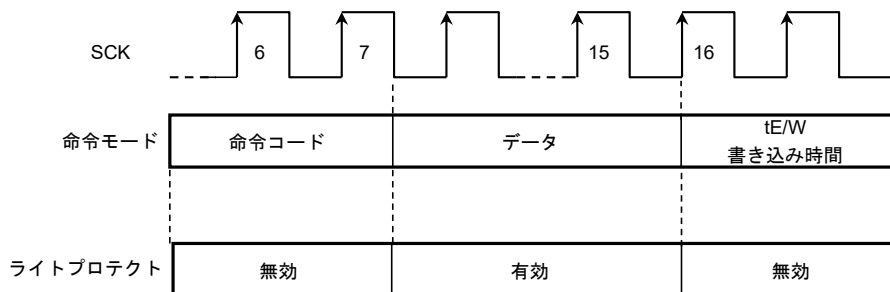 SCK
6
7
15
16
命令モード
命令コード
データ
tE/W
書き込み時間
ライトプロテクト
無効
有効
無効